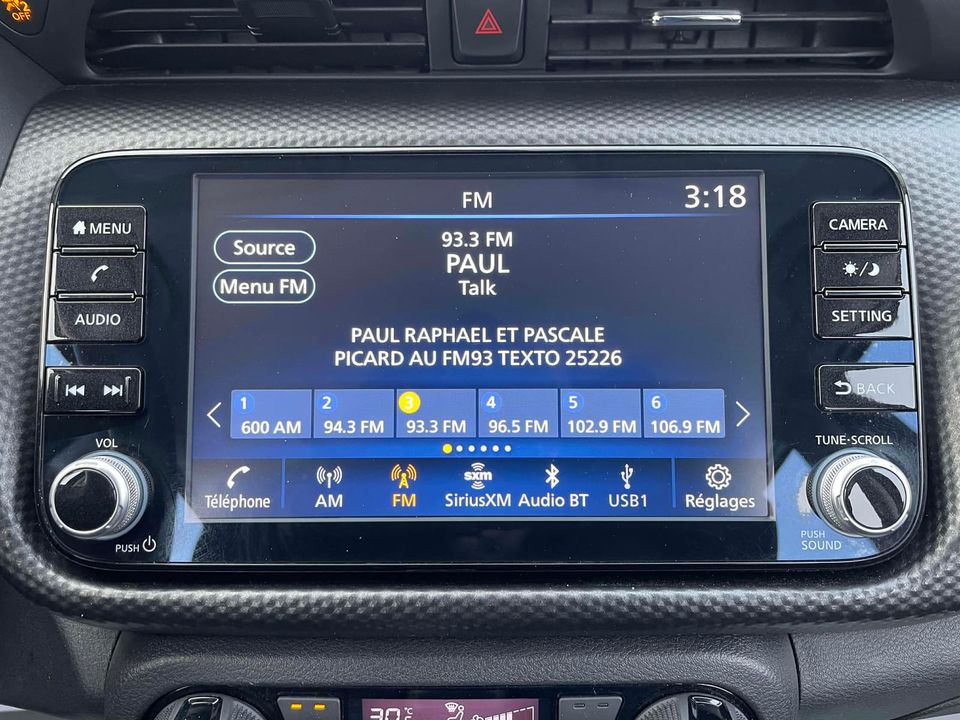 OFF
FM
3:18
Source
Menu FM
93.3 FM
PAUL
Talk
PAUL RAPHAEL ET PASCALE
PICARD AU FM93 TEXTO 25226
1
600 AM
2
94.3 FM
3
93.3 FM
4
96.5 FM
5
102.9 FM
6
106.9 FM
Téléphone
AM
FM
sxm
SiriusXM
Audio BT
USB1
Réglages
MENU
AUDIO
VOL
PUSH
CAMERA
SETTING
BACK
TUNE·SCROLL
PUSH
SOUND
30 °C